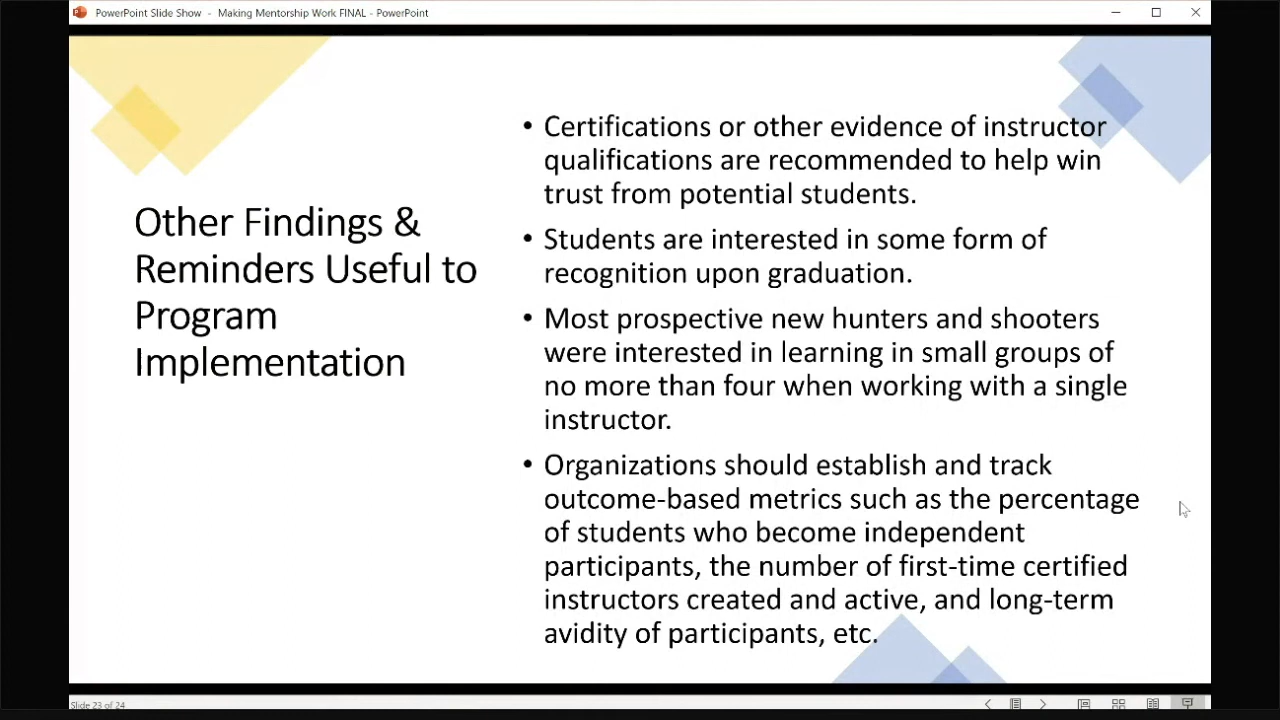 PowerPoint Slide Show - Making Mentorship Work FINAL - PowerPoint
Other Findings &
Reminders Useful to
Program
Implementation
• Certifications or other evidence of instructor
qualifications are recommended to help win
trust from potential students.
• Students are interested in some form of
recognition upon graduation.
• Most prospective new hunters and shooters
were interested in learning in small groups of
no more than four when working with a single
instructor.
• Organizations should establish and track
outcome-based metrics such as the percentage
of students who become independent
participants, the number of first-time certified
instructors created and active, and long-term
avidity of participants, etc.
Slide 23 of 24